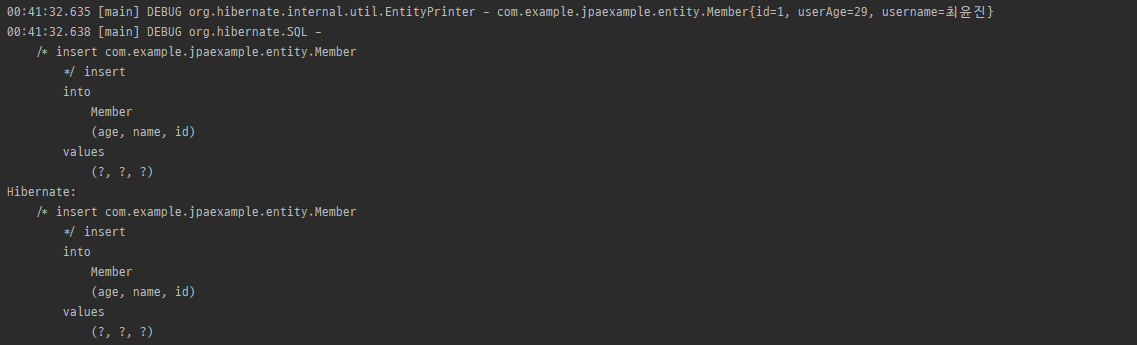 00:41:32.635 [main] DEBUG org.hibernate.internal.util.EntityPrinter - com.example.jpaexample.entity.Member{id=1, userAge=29, username=최윤진}
00:41:32.638 [main] DEBUG org.hibernate.SQL -
/* insert com.example.jpaexample.entity.Member
*/ insert
into
Member
(age, name, id)
values
(?, ?, ?)
Hibernate:
/* insert com.example.jpaexample.entity.Member
*/ insert
into
Member
(age, name, id)
values
(?, ?, ?)